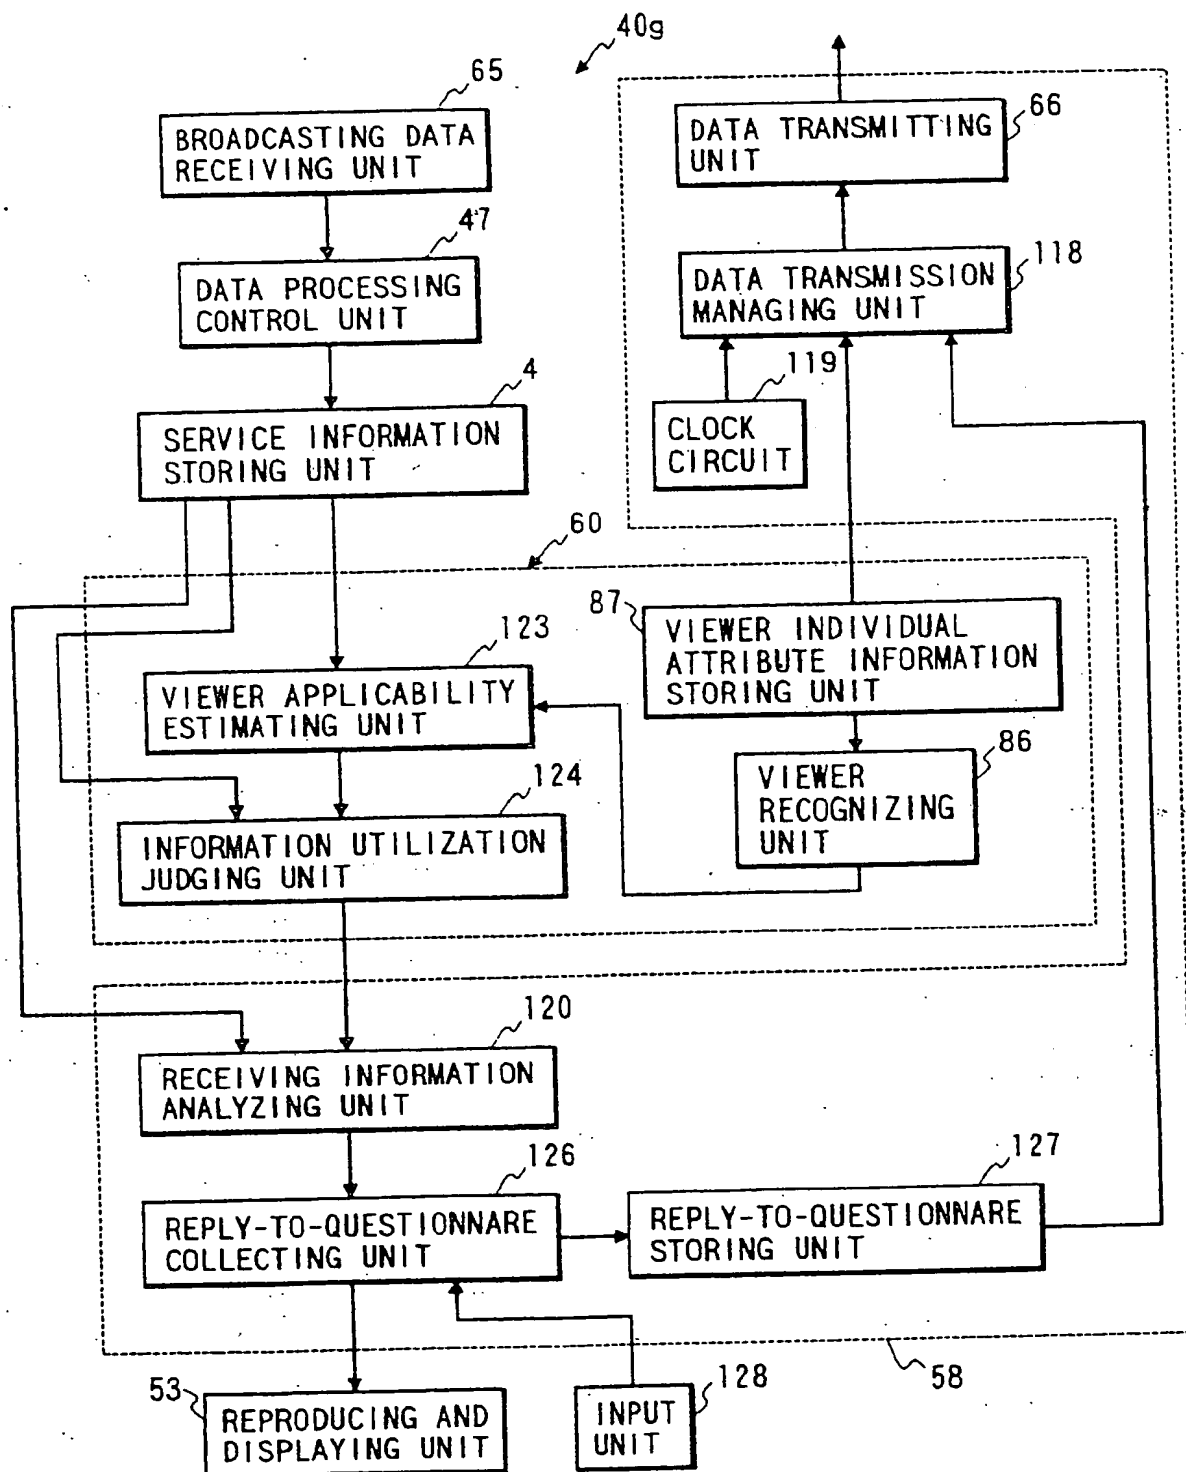 40g
65
BROADCASTING DATA
RECEIVING UNIT
66
DATA TRANSMITTING
UNIT
47
DATA PROCESSING
CONTROL UNIT
118
DATA TRANSMISSION
MANAGING UNIT
4
SERVICE INFORMATION
STORING UNIT
119
CLOCK
CIRCUIT
60
87
VIEWER INDIVIDUAL
ATTRIBUTE INFORMATION
STORING UNIT
123
VIEWER APPLICABILITY
ESTIMATING UNIT
86
VIEWER
RECOGNIZING
UNIT
124
INFORMATION UTILIZATION
JUDGING UNIT
120
RECEIVING INFORMATION
ANALYZING UNIT
126
REPLY-TO-QUESTIONNARE
COLLECTING UNIT
127
REPLY-TO-QUESTIONNARE
STORING UNIT
58
53
REPRODUCING AND
DISPLAYING UNIT
128
INPUT
UNIT